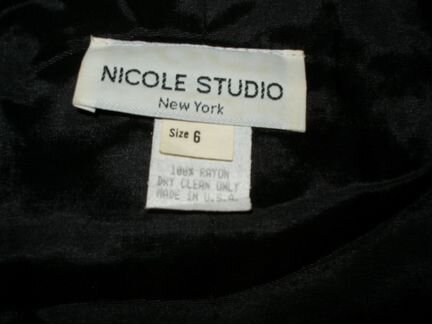 NICOLE STUDIO
New York
Size 6
100% RAYON
DRY CLEAN ONLY
MADE IN U.S.A.